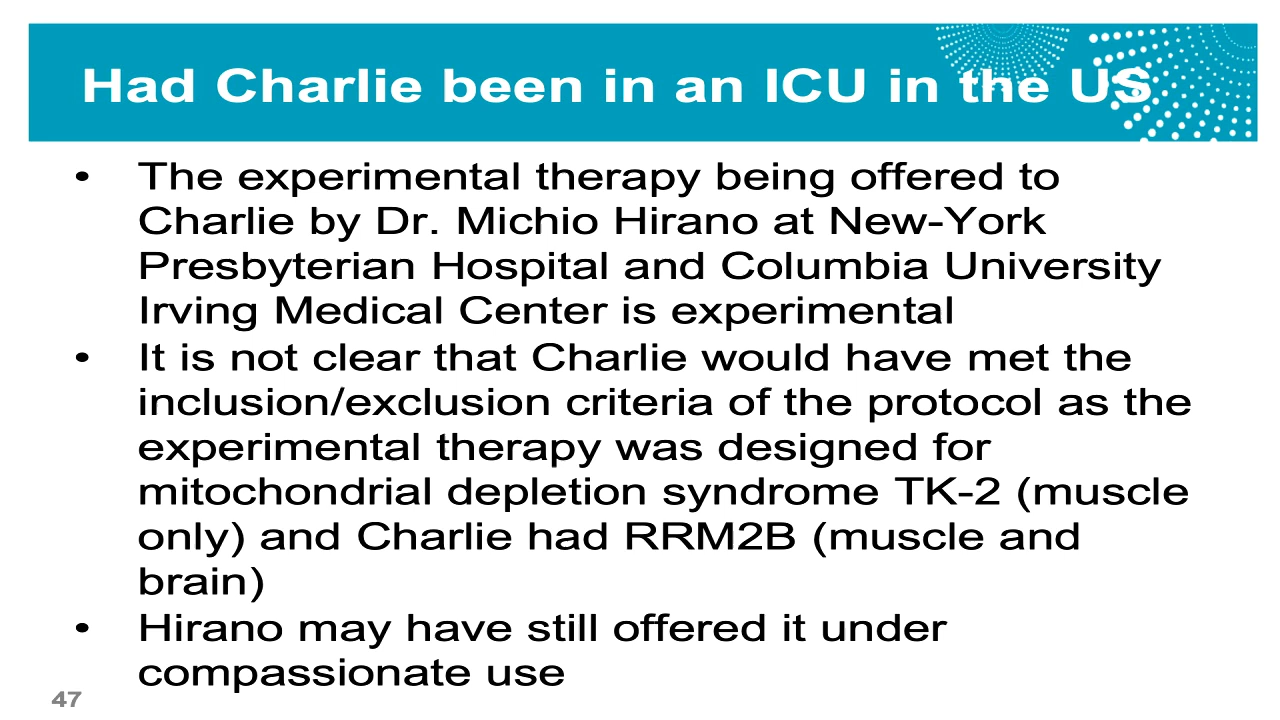 Had Charlie been in an ICU in the US
• The experimental therapy being offered to
Charlie by Dr. Michio Hirano at New-York
Presbyterian Hospital and Columbia University
Irving Medical Center is experimental
• It is not clear that Charlie would have met the
inclusion/exclusion criteria of the protocol as the
experimental therapy was designed for
mitochondrial depletion syndrome TK-2 (muscle
only) and Charlie had RRM2B (muscle and
brain)
• Hirano may have still offered it under
compassionate use
47